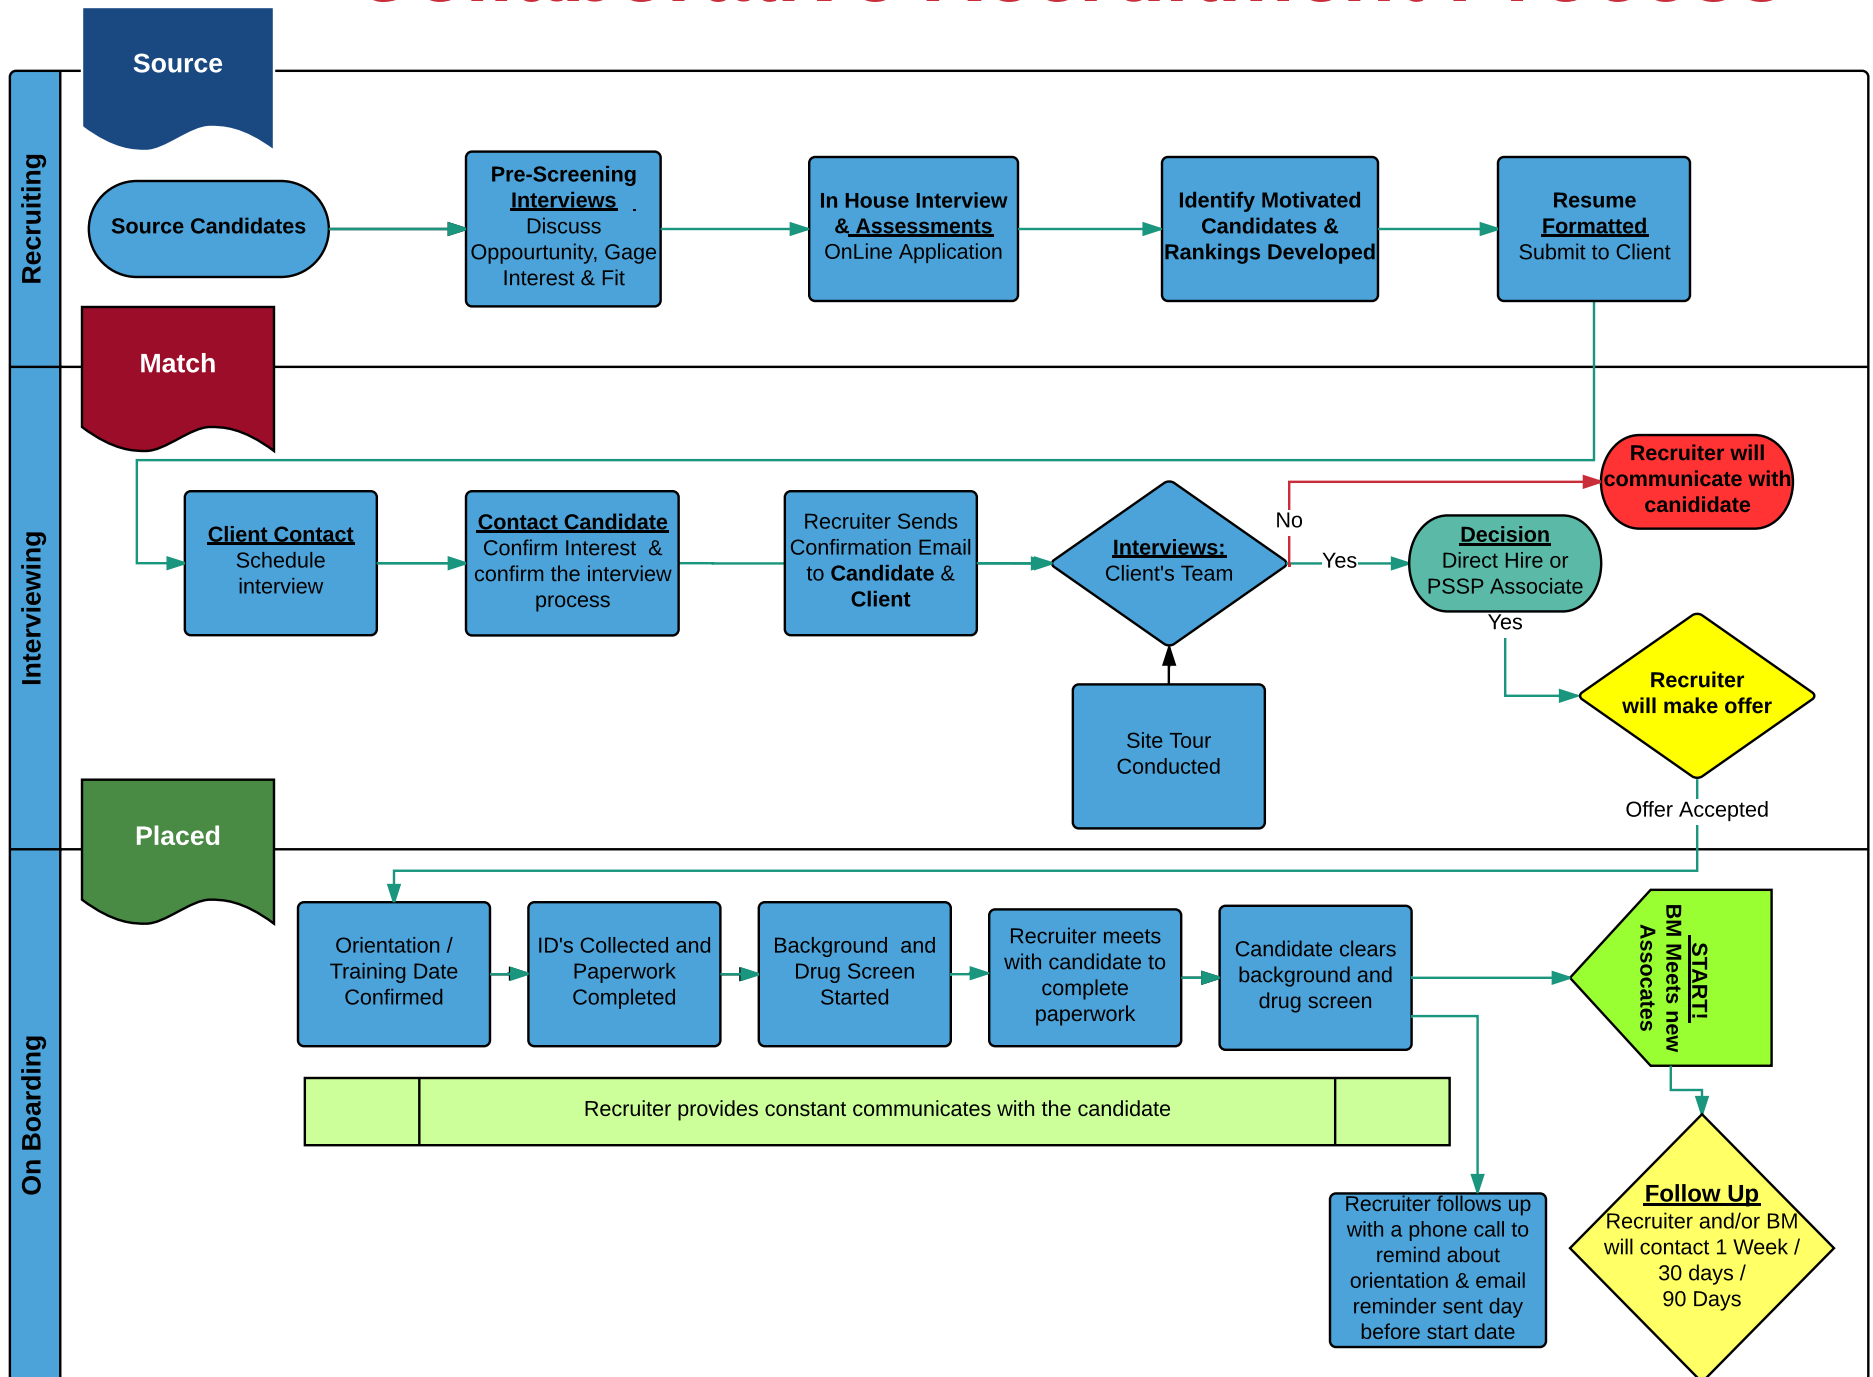 Source
Recruiting
Source Candidates
Pre-Screening
Interviews .
Discuss
Oppourtunity, Gage
Interest & Fit
In House Interview
& Assessments
OnLine Application
Identify Motivated
Candidates &
Rankings Developed
Resume
Formatted
Submit to Client
Match
Interviewing
Client Contact
Schedule
interview
Contact Candidate
Confirm Interest &
confirm the interview
process
Recruiter Sends
Confirmation Email
to Candidate &
Client
Interviews:
Client's Team
No
Recruiter will
communicate with
canididate
Yes
Decision
Direct Hire or
PSSP Associate
Yes
Recruiter
will make offer
Site Tour
Conducted
Offer Accepted
Placed
On Boarding
Orientation /
Training Date
Confirmed
ID's Collected and
Paperwork
Completed
Background and
Drug Screen
Started
Recruiter meets
with candidate to
complete
paperwork
Candidate clears
background and
drug screen
START!
BM Meets new
Assocates
Recruiter provides constant communicates with the candidate
Recruiter follows up
with a phone call to
remind about
orientation & email
reminder sent day
before start date
Follow Up
Recruiter and/or BM
will contact 1 Week /
30 days /
90 Days